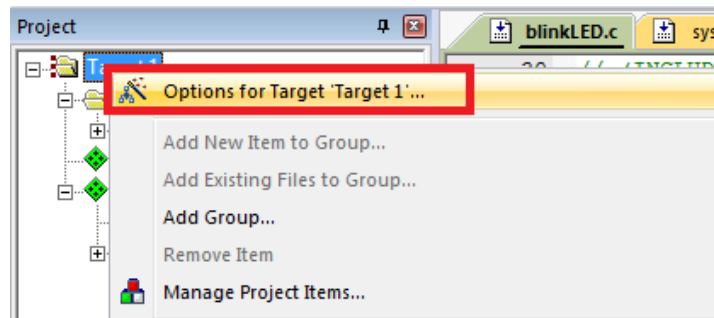 Project
blinkLED.c
sys
Options for Target 'Target 1'...
Add New Item to Group...
Add Existing Files to Group...
Add Group...
Remove Item
Manage Project Items...